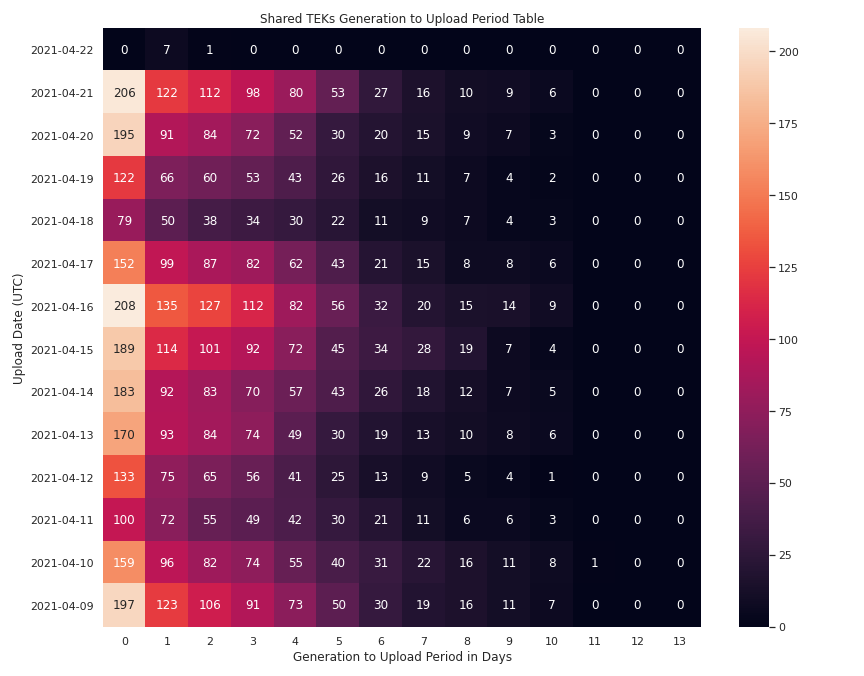 Shared TEKs Generation to Upload Period Table
Upload Date (UTC)
2021-04-22 0 7 1 0 0 0 0 0 0 0 0 0 0 0
2021-04-21 206 122 112 98 80 53 27 16 10 9 6 0 0 0
2021-04-20 195 91 84 72 52 30 20 15 9 7 3 0 0 0
2021-04-19 122 66 60 53 43 26 16 11 7 4 2 0 0 0
2021-04-18 79 50 38 34 30 22 11 9 7 4 3 0 0 0
2021-04-17 152 99 87 82 62 43 21 15 8 8 6 0 0 0
2021-04-16 208 135 127 112 82 56 32 20 15 14 9 0 0 0
2021-04-15 189 114 101 92 72 45 34 28 19 7 4 0 0 0
2021-04-14 183 92 83 70 57 43 26 18 12 7 5 0 0 0
2021-04-13 170 93 84 74 49 30 19 13 10 8 6 0 0 0
2021-04-12 133 75 65 56 41 25 13 9 5 4 1 0 0 0
2021-04-11 100 72 55 49 42 30 21 11 6 6 3 0 0 0
2021-04-10 159 96 82 74 55 40 31 22 16 11 8 1 0 0
2021-04-09 197 123 106 91 73 50 30 19 16 11 7 0 0 0
0 1 2 3 4 5 6 7 8 9 10 11 12 13
Generation to Upload Period in Days
200
175
150
125
100
75
50
25
0